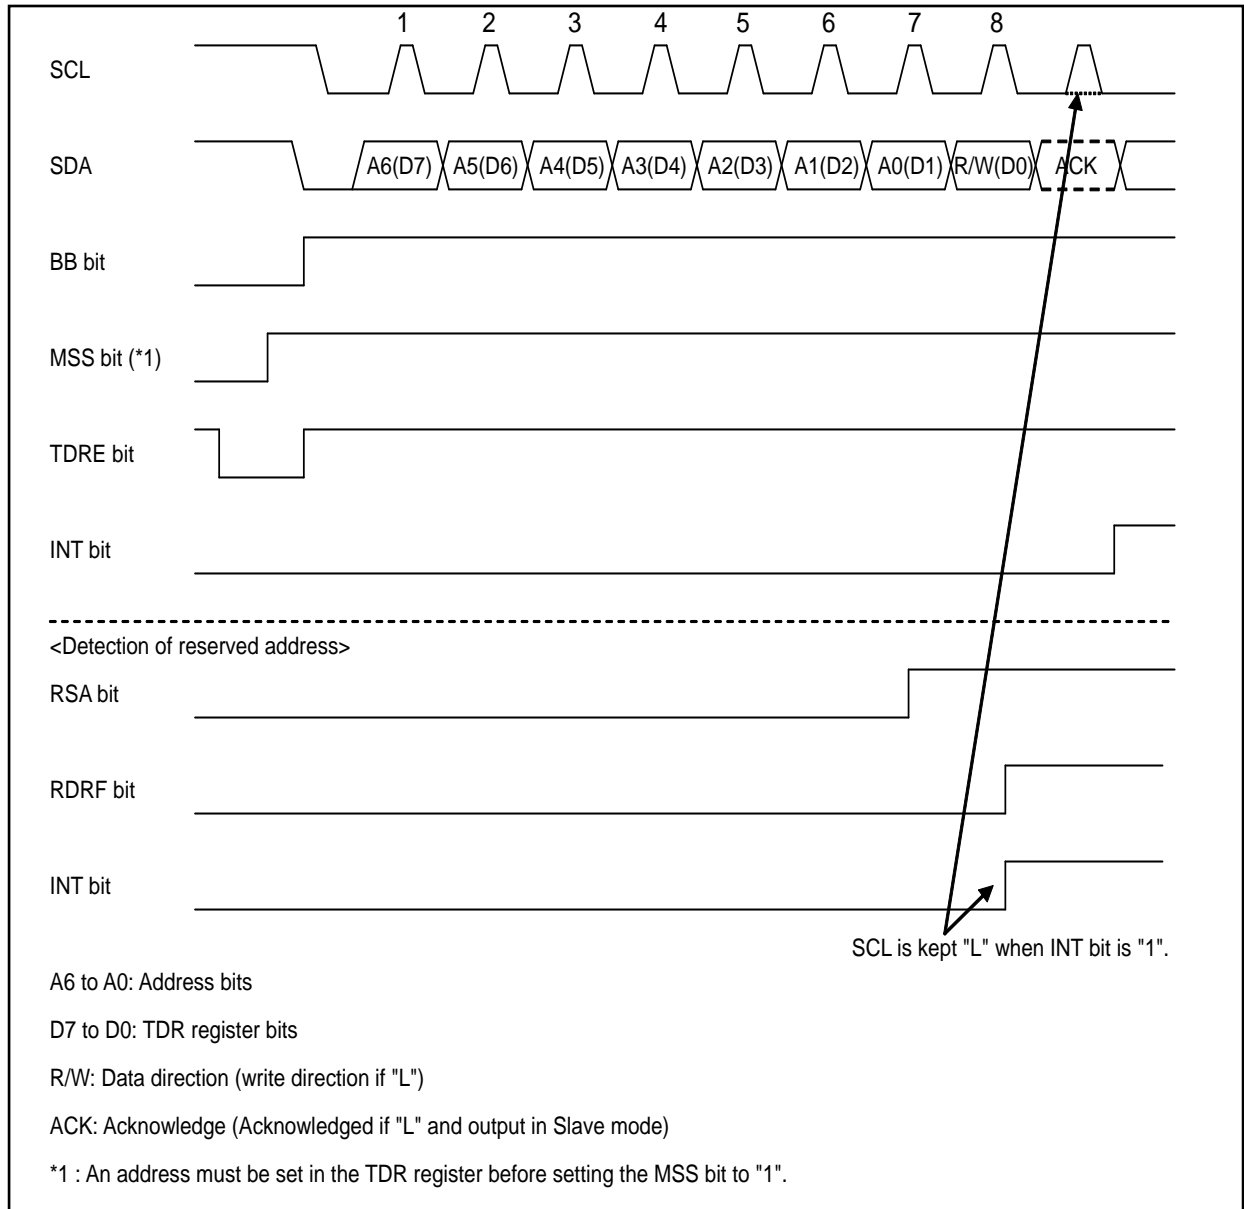 1 2 3 4 5 6 7 8
SCL
SDA A6(D7) A5(D6) A4(D5) A3(D4) A2(D3) A1(D2) A0(D1) R/W(D0) ACK
BB bit
MSS bit (*1)
TDRE bit
INT bit
<Detection of reserved address>
RSA bit
RDRF bit
INT bit
SCL is kept "L" when INT bit is "1".
A6 to A0: Address bits
D7 to D0: TDR register bits
R/W: Data direction (write direction if "L")
ACK: Acknowledge (Acknowledged if "L" and output in Slave mode)
*1 : An address must be set in the TDR register before setting the MSS bit to "1".